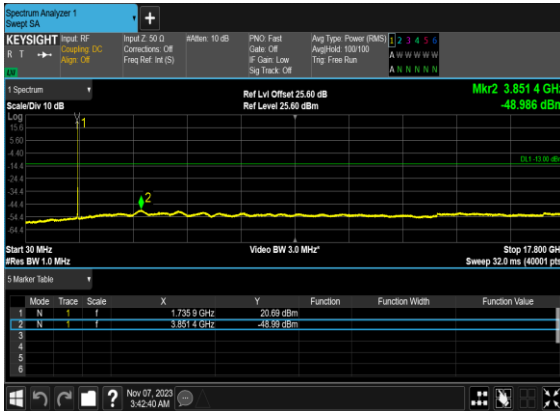 Spectrum Analyzer 1
Swept SA
+
KEYSIGHT Input: RF Input Z: 50 Ω #Atten: 10 dB PNO: Fast Avg Type: Power (RMS) 1 2 3 4 5 6
R T Coupling: DC Corrections: Off Gate: Off Avg|Hold: 100/100 A W W W W W
Align: Off Freq Ref: Int (S) IF Gain: Low Trig: Free Run
Sig Track: Off A N N N N N
1 Spectrum
Ref Lvl Offset 25.60 dB Mkr2 3.851 4 GHz
Scale/Div 10 dB Ref Level 25.60 dBm -48.986 dBm
Log
15.6
1
5.60
-4.40
DL1 -13.00 dBm
-14.4
-24.4
-34.4
-44.4
2
-54.4
-64.4
Start 30 MHz Video BW 3.0 MHz* Stop 17.800 GHz
#Res BW 1.0 MHz Sweep 32.0 ms (40001 pts)
5 Marker Table
Mode Trace Scale X Y Function Function Width Function Value
1 N 1 f 1.735 9 GHz 20.69 dBm
2 N 1 f 3.851 4 GHz -48.99 dBm
3
4
5
6
? Nov 07, 2023
3:42:40 AM